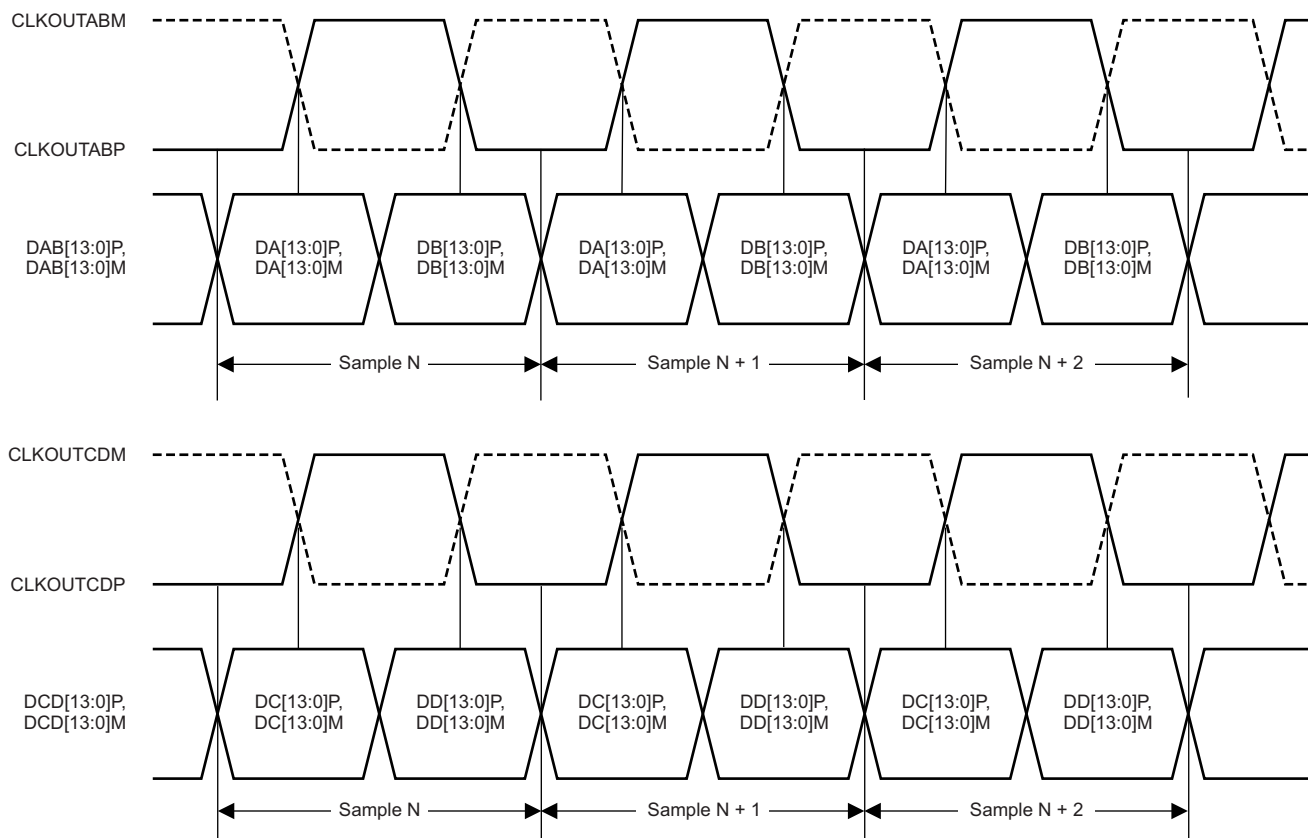 CLKOUTABM
CLKOUTABP
DAB[13:0]P,
DAB[13:0]M
DA[13:0]P,
DA[13:0]M
DB[13:0]P,
DB[13:0]M
DA[13:0]P,
DA[13:0]M
DB[13:0]P,
DB[13:0]M
DA[13:0]P,
DA[13:0]M
DB[13:0]P,
DB[13:0]M
Sample N
Sample N + 1
Sample N + 2
CLKOUTCDM
CLKOUTCDP
DCD[13:0]P,
DCD[13:0]M
DC[13:0]P,
DC[13:0]M
DD[13:0]P,
DD[13:0]M
DC[13:0]P,
DC[13:0]M
DD[13:0]P,
DD[13:0]M
DC[13:0]P,
DC[13:0]M
DD[13:0]P,
DD[13:0]M
Sample N
Sample N + 1
Sample N + 2